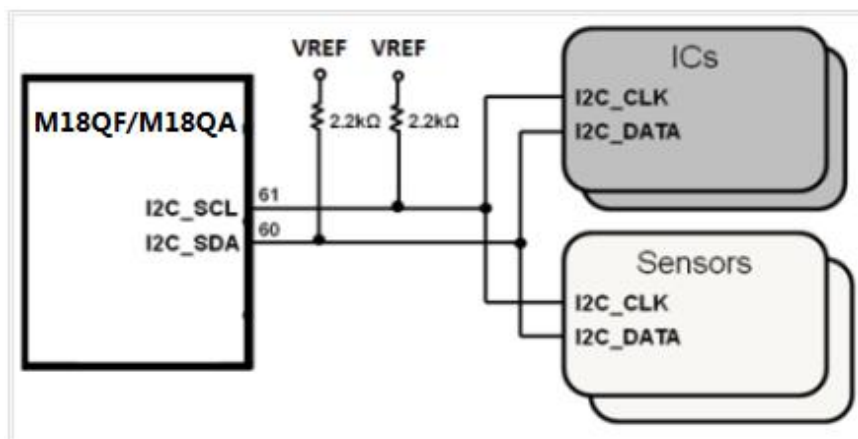 VREF VREF
ICs
M18QF/M18QA
2.2kΩ 2.2kΩ
I2C_CLK
I2C_DATA
I2C_SCL 61
I2C_SDA 60
Sensors
I2C_CLK
I2C_DATA